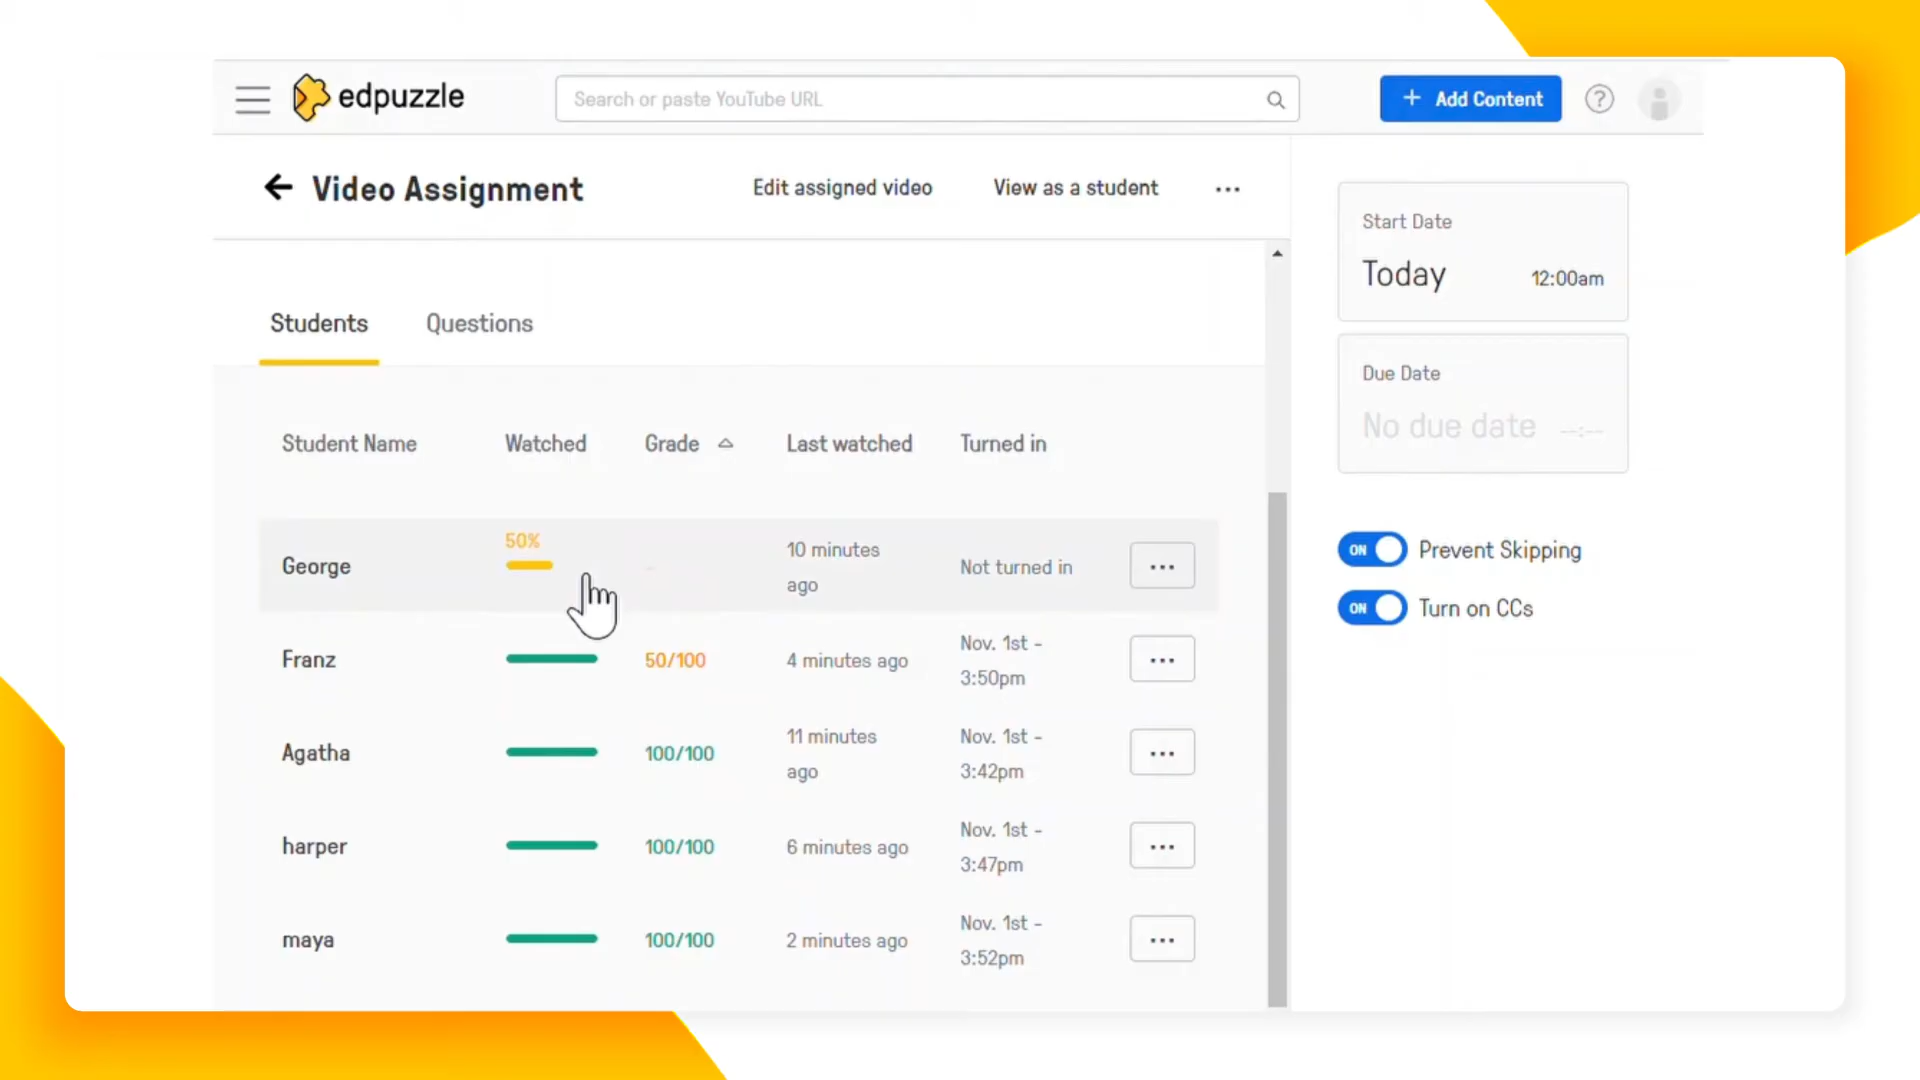 edpuzzle
Search or paste YouTube URL
+ Add Content
?
Video Assignment
Edit assigned video
View as a student
...
Start Date
Today 12:00am
Due Date
No due date --:--
Prevent Skipping
ON
Turn on CCs
ON
Students
Questions
Student Name Watched Grade Last watched Turned in
George
50%
-
10 minutes
ago
Not turned in
...
Franz
50/100
4 minutes ago
Nov. 1st -
3:50pm
...
Agatha
100/100
11 minutes
ago
Nov. 1st -
3:42pm
...
harper
100/100
6 minutes ago
Nov. 1st -
3:47pm
...
maya
100/100
2 minutes ago
Nov. 1st -
3:52pm
...